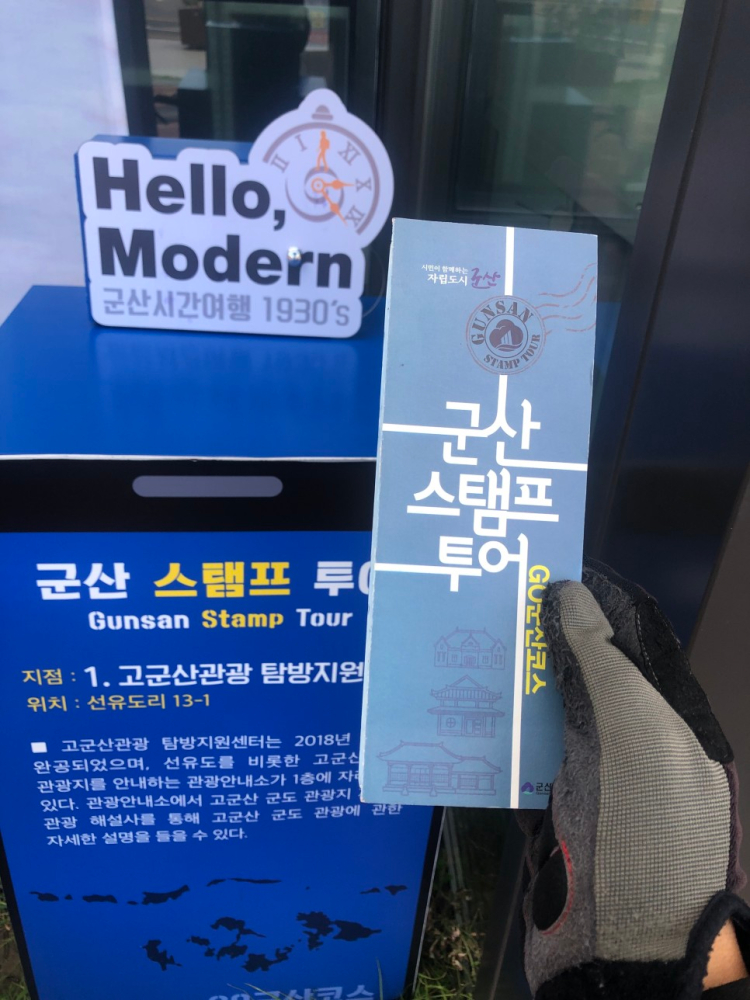 Hello,
Modern
군산시간여행 1930's
II I XI X IX
시민이 함께하는
자립도시 군산
GUNSAN
STAMP TOUR
군산
스탬프
투어
GO군산코스
군산
군산 스탬프
Gunsan Stamp Tour
지점 : 1. 고군산관광 탐방지원
위치 : 선유도리 13-1
■ 고군산관광 탐방지원센터는 2018년
완공되었으며, 선유도를 비롯한 고군산
관광지를 안내하는 관광안내소가 1층에
있다. 관광안내소에서 고군산 군도 관광지
관광 해설사를 통해 고군산 군도 관광에 관한
자세한 설명을 들을 수 있다.